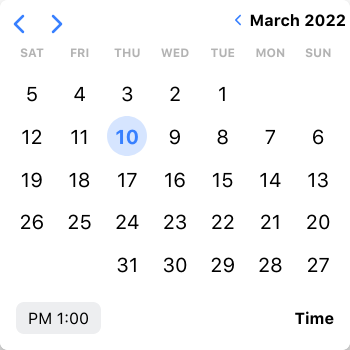 March 2022
SAT FRI THU WED TUE MON SUN
5 4 3 2 1
12 11 10 9 8 7 6
19 18 17 16 15 14 13
26 25 24 23 22 21 20
31 30 29 28 27
PM 1:00 Time